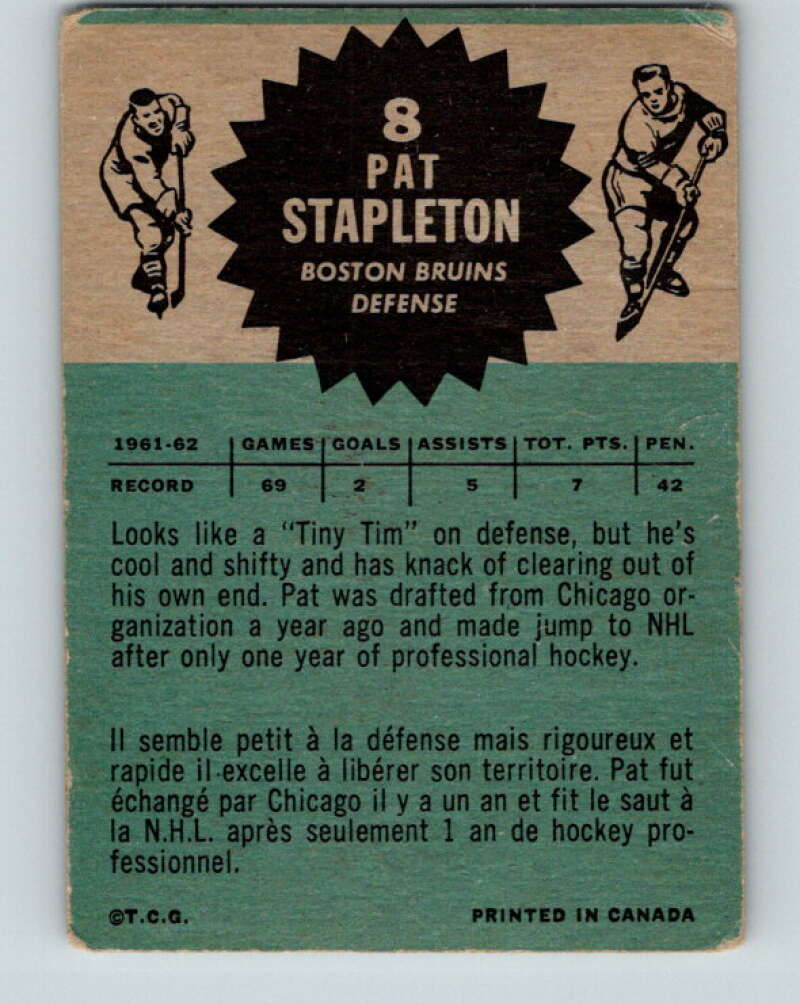 8
PAT
STAPLETON
BOSTON BRUINS
DEFENSE
1961-62 GAMES GOALS ASSISTS TOT. PTS. PEN.
RECORD 69 2 5 7 42
Looks like a "Tiny Tim" on defense, but he's
cool and shifty and has knack of clearing out of
his own end. Pat was drafted from Chicago or-
ganization a year ago and made jump to NHL
after only one year of professional hockey.
Il semble petit à la défense mais rigoureux et
rapide il excelle à libérer son territoire. Pat fut
échangé par Chicago il y a un an et fit le saut à
la N.H.L. après seulement 1 an de hockey pro-
fessionnel.
©T.C.G. PRINTED IN CANADA